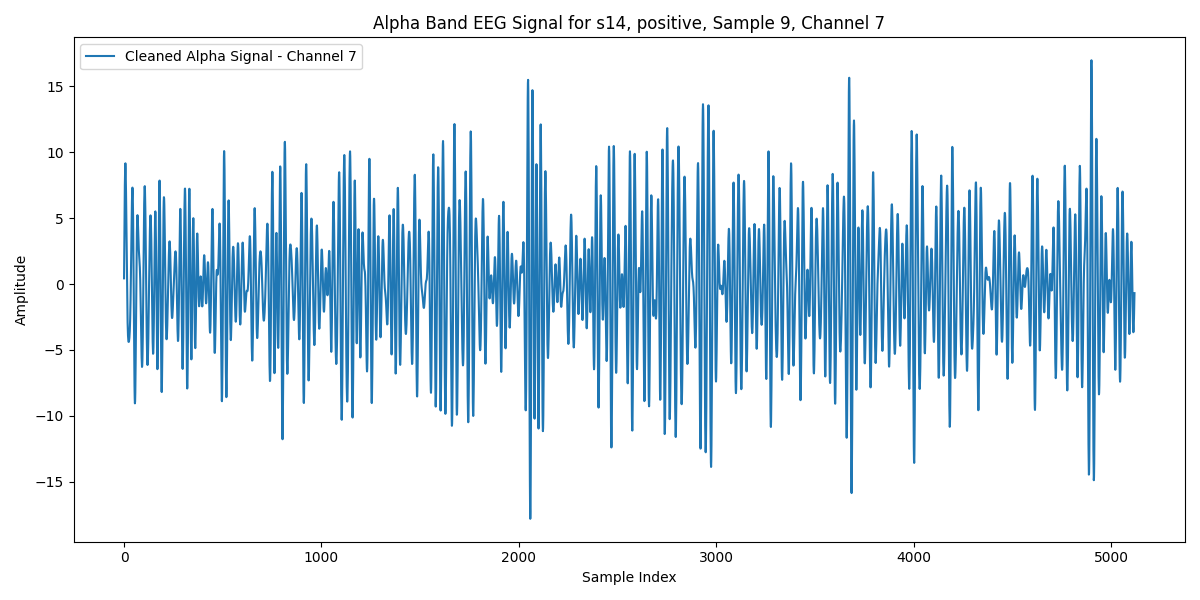 Alpha Band EEG Signal for s14, positive, Sample 9, Channel 7
Cleaned Alpha Signal - Channel 7
Amplitude
15
10
5
0
−5
−10
−15
0 1000 2000 3000 4000 5000
Sample Index